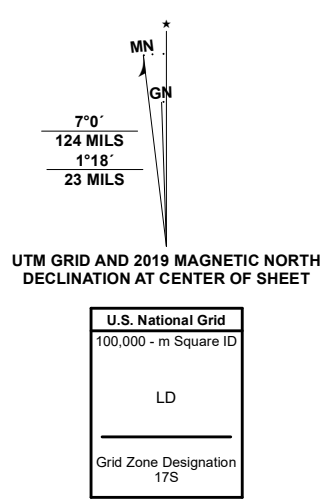 ★
MN
GN
7°0´
124 MILS
1°18´
23 MILS
UTM GRID AND 2019 MAGNETIC NORTH
DECLINATION AT CENTER OF SHEET
U.S. National Grid
100,000 - m Square ID
LD
Grid Zone Designation
17S